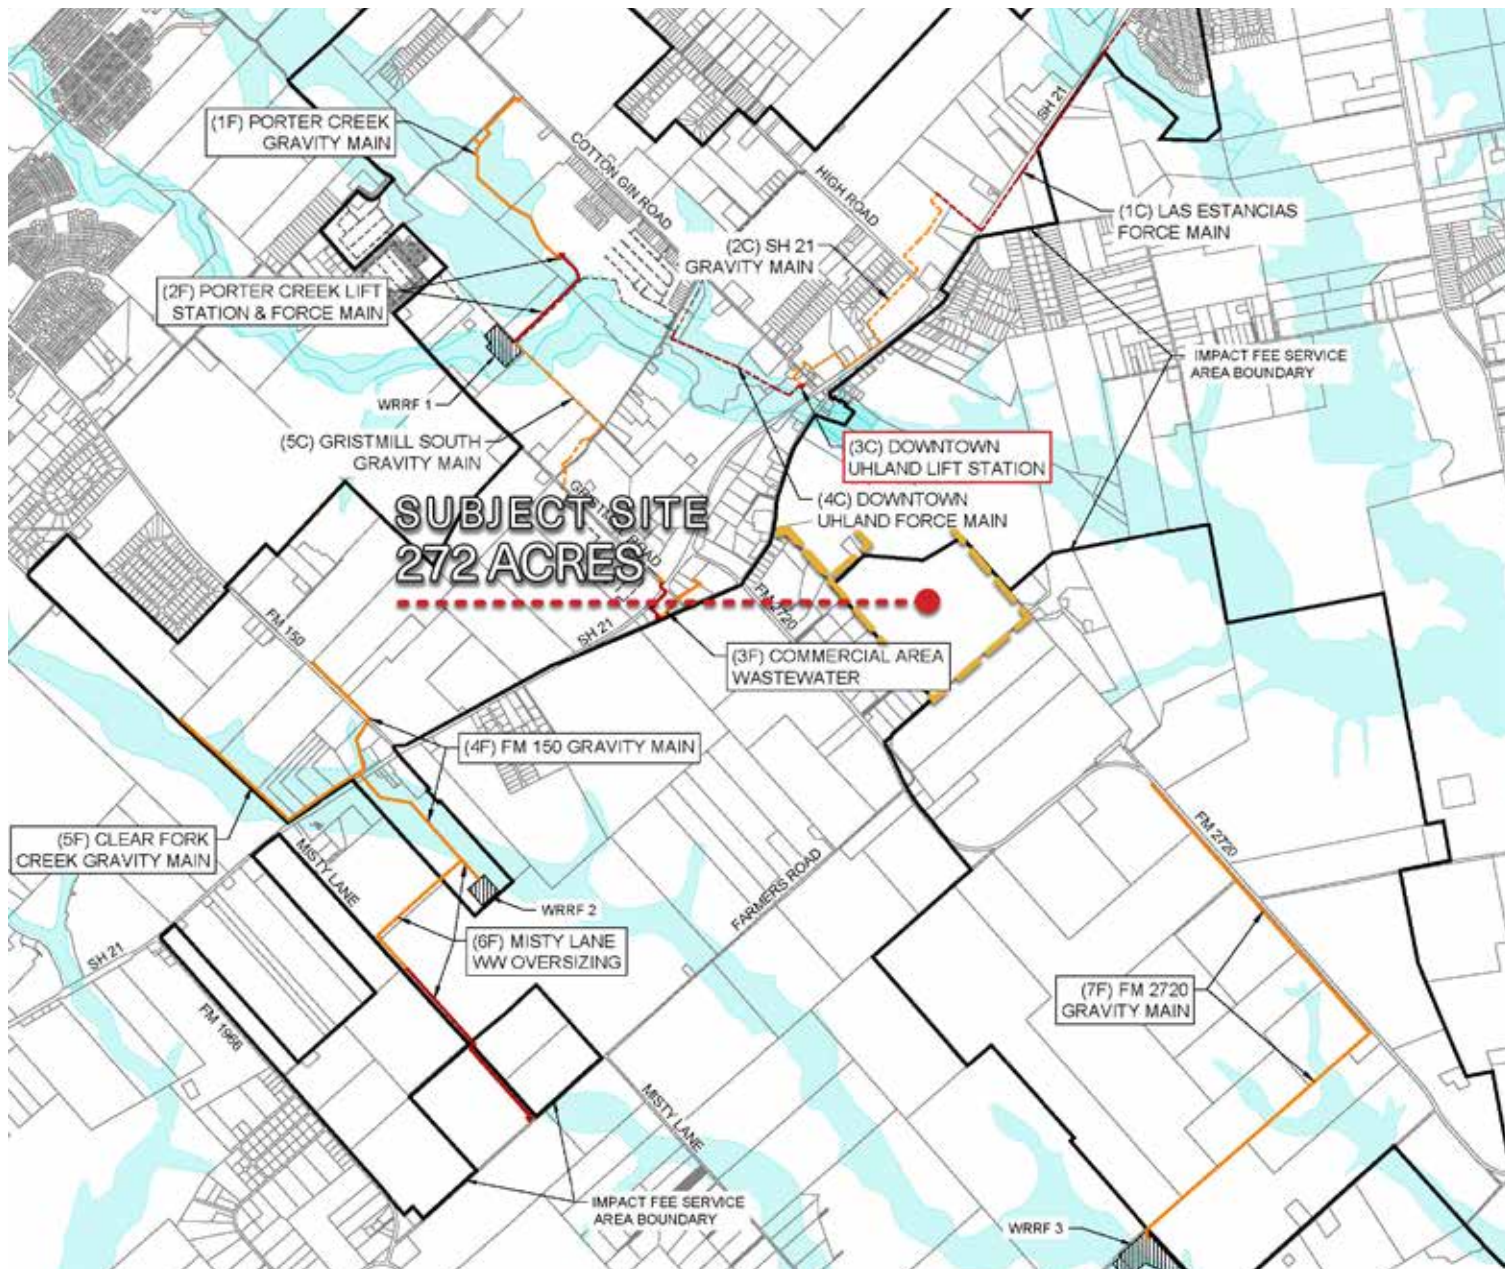 SH 21
(1F) PORTER CREEK
GRAVITY MAIN
COTTON GIN ROAD
HIGH ROAD
(1C) LAS ESTANCIAS
FORCE MAIN
(2C) SH 21
GRAVITY MAIN
(2F) PORTER CREEK LIFT
STATION & FORCE MAIN
IMPACT FEE SERVICE
AREA BOUNDARY
WRRF 1
(5C) GRISTMILL SOUTH
GRAVITY MAIN
(3C) DOWNTOWN
UHLAND LIFT STATION
(4C) DOWNTOWN
UHLAND FORCE MAIN
SUBJECT SITE
272 ACRES
ROAD
FM 2720
FM 150
SH 21
(3F) COMMERCIAL AREA
WASTEWATER
(4F) FM 150 GRAVITY MAIN
(5F) CLEAR FORK
CREEK GRAVITY MAIN
MISTY LANE
FM 2720
FARMERS ROAD
WRRF 2
(6F) MISTY LANE
WW OVERSIZING
SH 21
FM 1966
(7F) FM 2720
GRAVITY MAIN
MISTY LANE
IMPACT FEE SERVICE
AREA BOUNDARY
WRRF 3